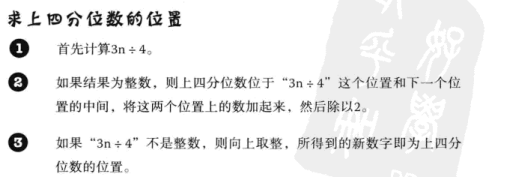 求上四分位数的位置
1 首先计算3n÷4。
2 如果结果为整数，则上四分位数位于“3n÷4”这个位置和下一个位
置的中间，将这两个位置上的数加起来，然后除以2。
3 如果“3n÷4”不是整数，则向上取整，所得到的新数字即为上四分
位数的位置。